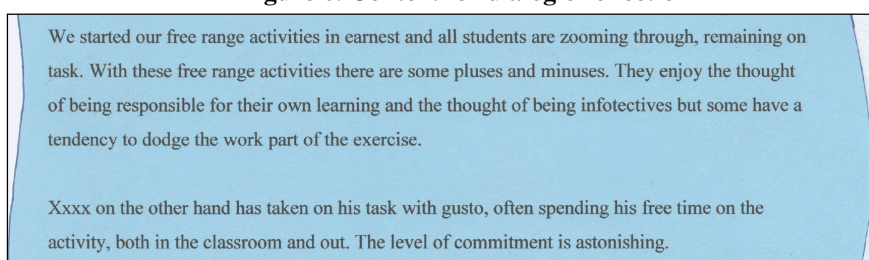 We started our free range activities in earnest and all students are zooming through, remaining on
task. With these free range activities there are some pluses and minuses. They enjoy the thought
of being responsible for their own learning and the thought of being infotectives but some have a
tendency to dodge the work part of the exercise.
Xxxx on the other hand has taken on his task with gusto, often spending his free time on the
activity, both in the classroom and out. The level of commitment is astonishing.